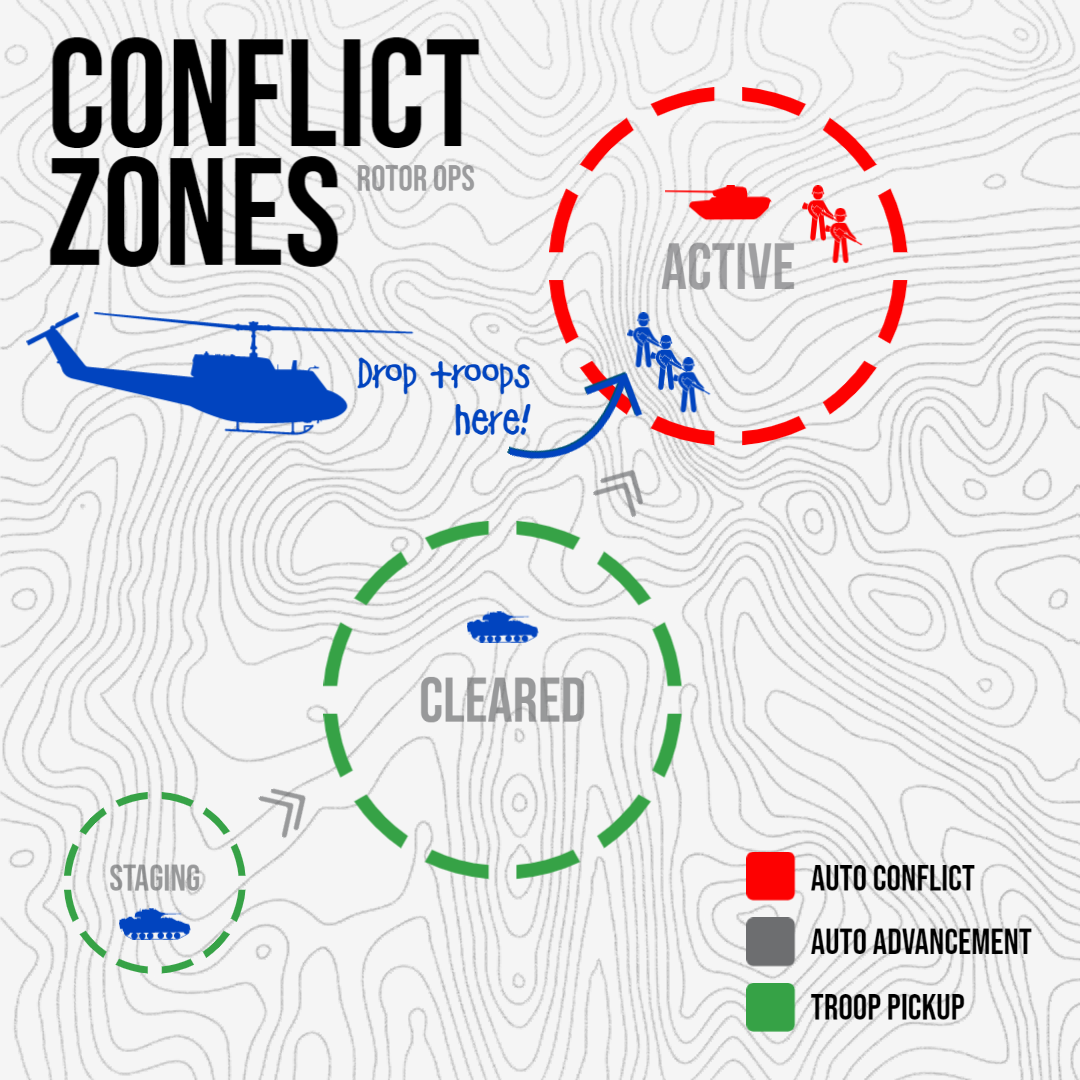 CONFLICT
ZONES
ROTOR OPS
ACTIVE
Drop troops
here!
CLEARED
STAGING
AUTO CONFLICT
AUTO ADVANCEMENT
TROOP PICKUP